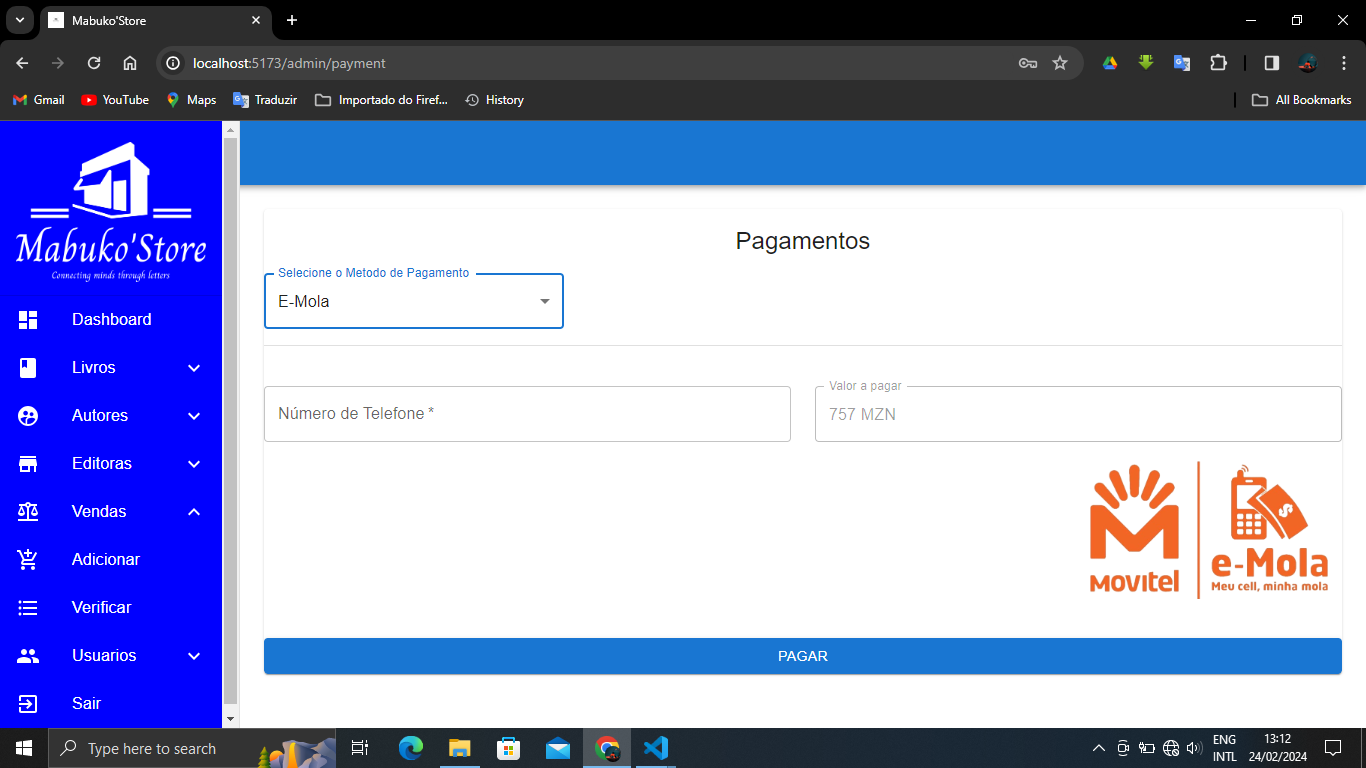 Mabuko'Store
localhost:5173/admin/payment
Gmail
YouTube
Maps
Traduzir
Importado do Firef...
History
All Bookmarks
Mabuko'Store
Connecting minds through letters
Dashboard
Livros
Autores
Editoras
Vendas
Adicionar
Verificar
Usuarios
Sair
Pagamentos
Selecione o Metodo de Pagamento
E-Mola
Número de Telefone *
Valor a pagar
757 MZN
MOVITEL
e-Mola
Meu cell, minha mola
PAGAR
Type here to search
ENG
INTL
13:12
24/02/2024